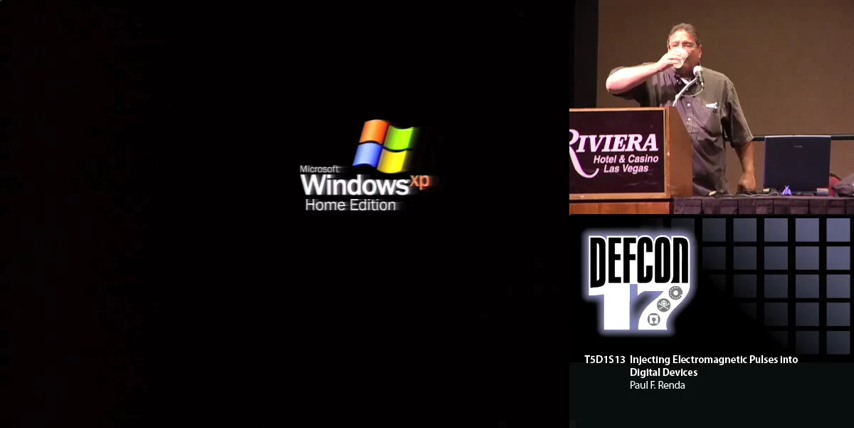 Microsoft
Windows xp
Home Edition
RIVIERA
Hotel & Casino
Las Vegas
DEFCON
17
T5D1S13 Injecting Electromagnetic Pulses into
Digital Devices
Paul F. Renda